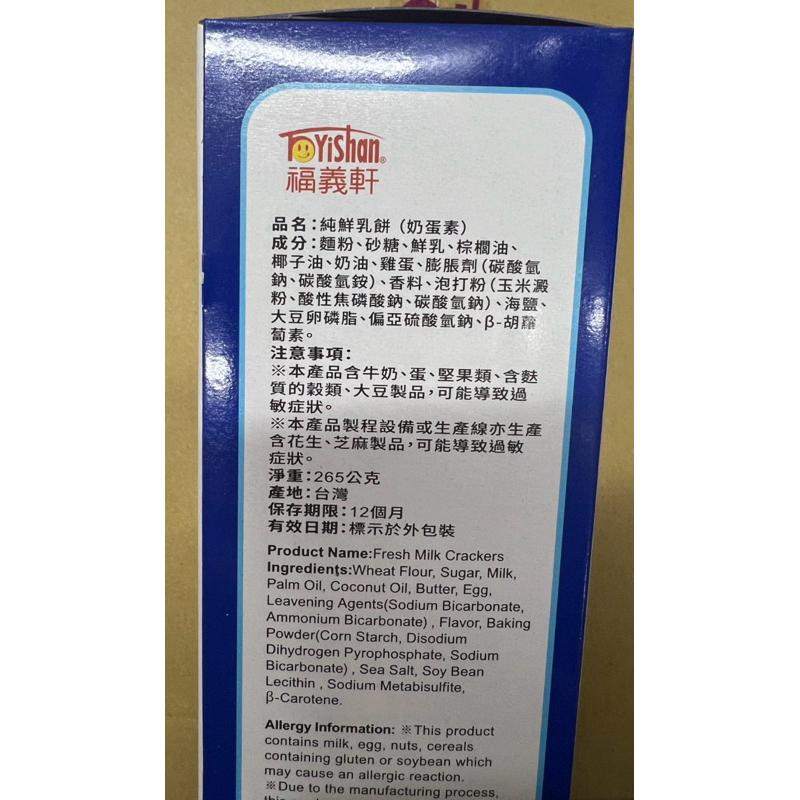 FoYiShan®
福義軒
品名：純鮮乳餅（奶蛋素）
成分：麵粉、砂糖、鮮乳、棕櫚油、
椰子油、奶油、雞蛋、膨脹劑（碳酸氫
鈉、碳酸氫銨）、香料、泡打粉（玉米澱
粉、酸性焦磷酸鈉、碳酸氫鈉）、海鹽、
大豆卵磷脂、偏亞硫酸氫鈉、β-胡蘿
蔔素。
注意事項：
※本產品含牛奶、蛋、堅果類、含麩
質的穀類、大豆製品，可能導致過
敏症狀。
※本產品製程設備或生產線亦生產
含花生、芝麻製品，可能導致過敏
症狀。
淨重：265公克
產地：台灣
保存期限：12個月
有效日期：標示於外包裝
Product Name:Fresh Milk Crackers
Ingredients:Wheat Flour, Sugar, Milk,
Palm Oil, Coconut Oil, Butter, Egg,
Leavening Agents(Sodium Bicarbonate,
Ammonium Bicarbonate) , Flavor, Baking
Powder(Corn Starch, Disodium
Dihydrogen Pyrophosphate, Sodium
Bicarbonate) , Sea Salt, Soy Bean
Lecithin , Sodium Metabisulfite,
β-Carotene.
Allergy Information: ※This product
contains milk, egg, nuts, cereals
containing gluten or soybean which
may cause an allergic reaction.
※Due to the manufacturing process,